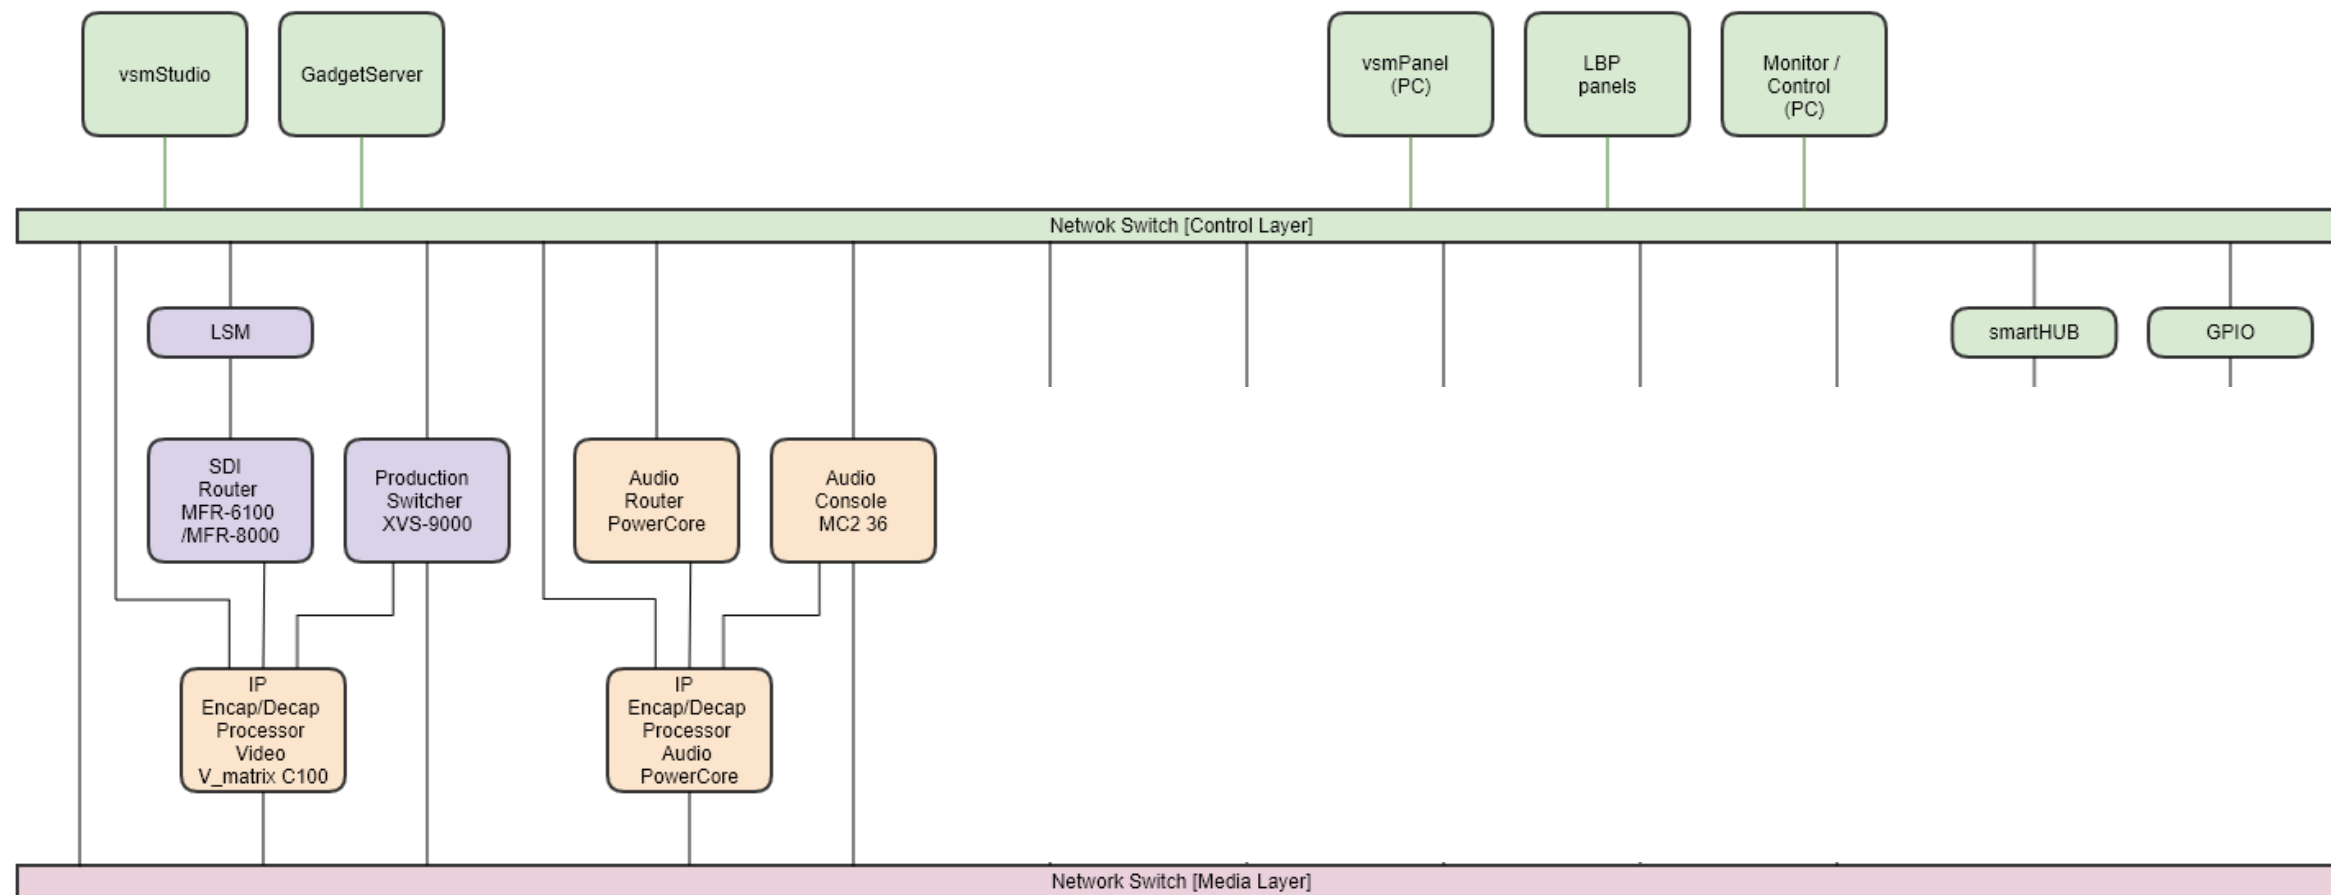 vsmStudio
GadgetServer
vsmPanel
(PC)
LBP
panels
Monitor /
Control
(PC)
Netwok Switch [Control Layer]
LSM
smartHUB
GPIO
SDI
Router
MFR-6100
/MFR-8000
Production
Switcher
XVS-9000
Audio
Router
PowerCore
Audio
Console
MC2 36
IP
Encap/Decap
Processor
Video
V_matrix C100
IP
Encap/Decap
Processor
Audio
PowerCore
Network Switch [Media Layer]